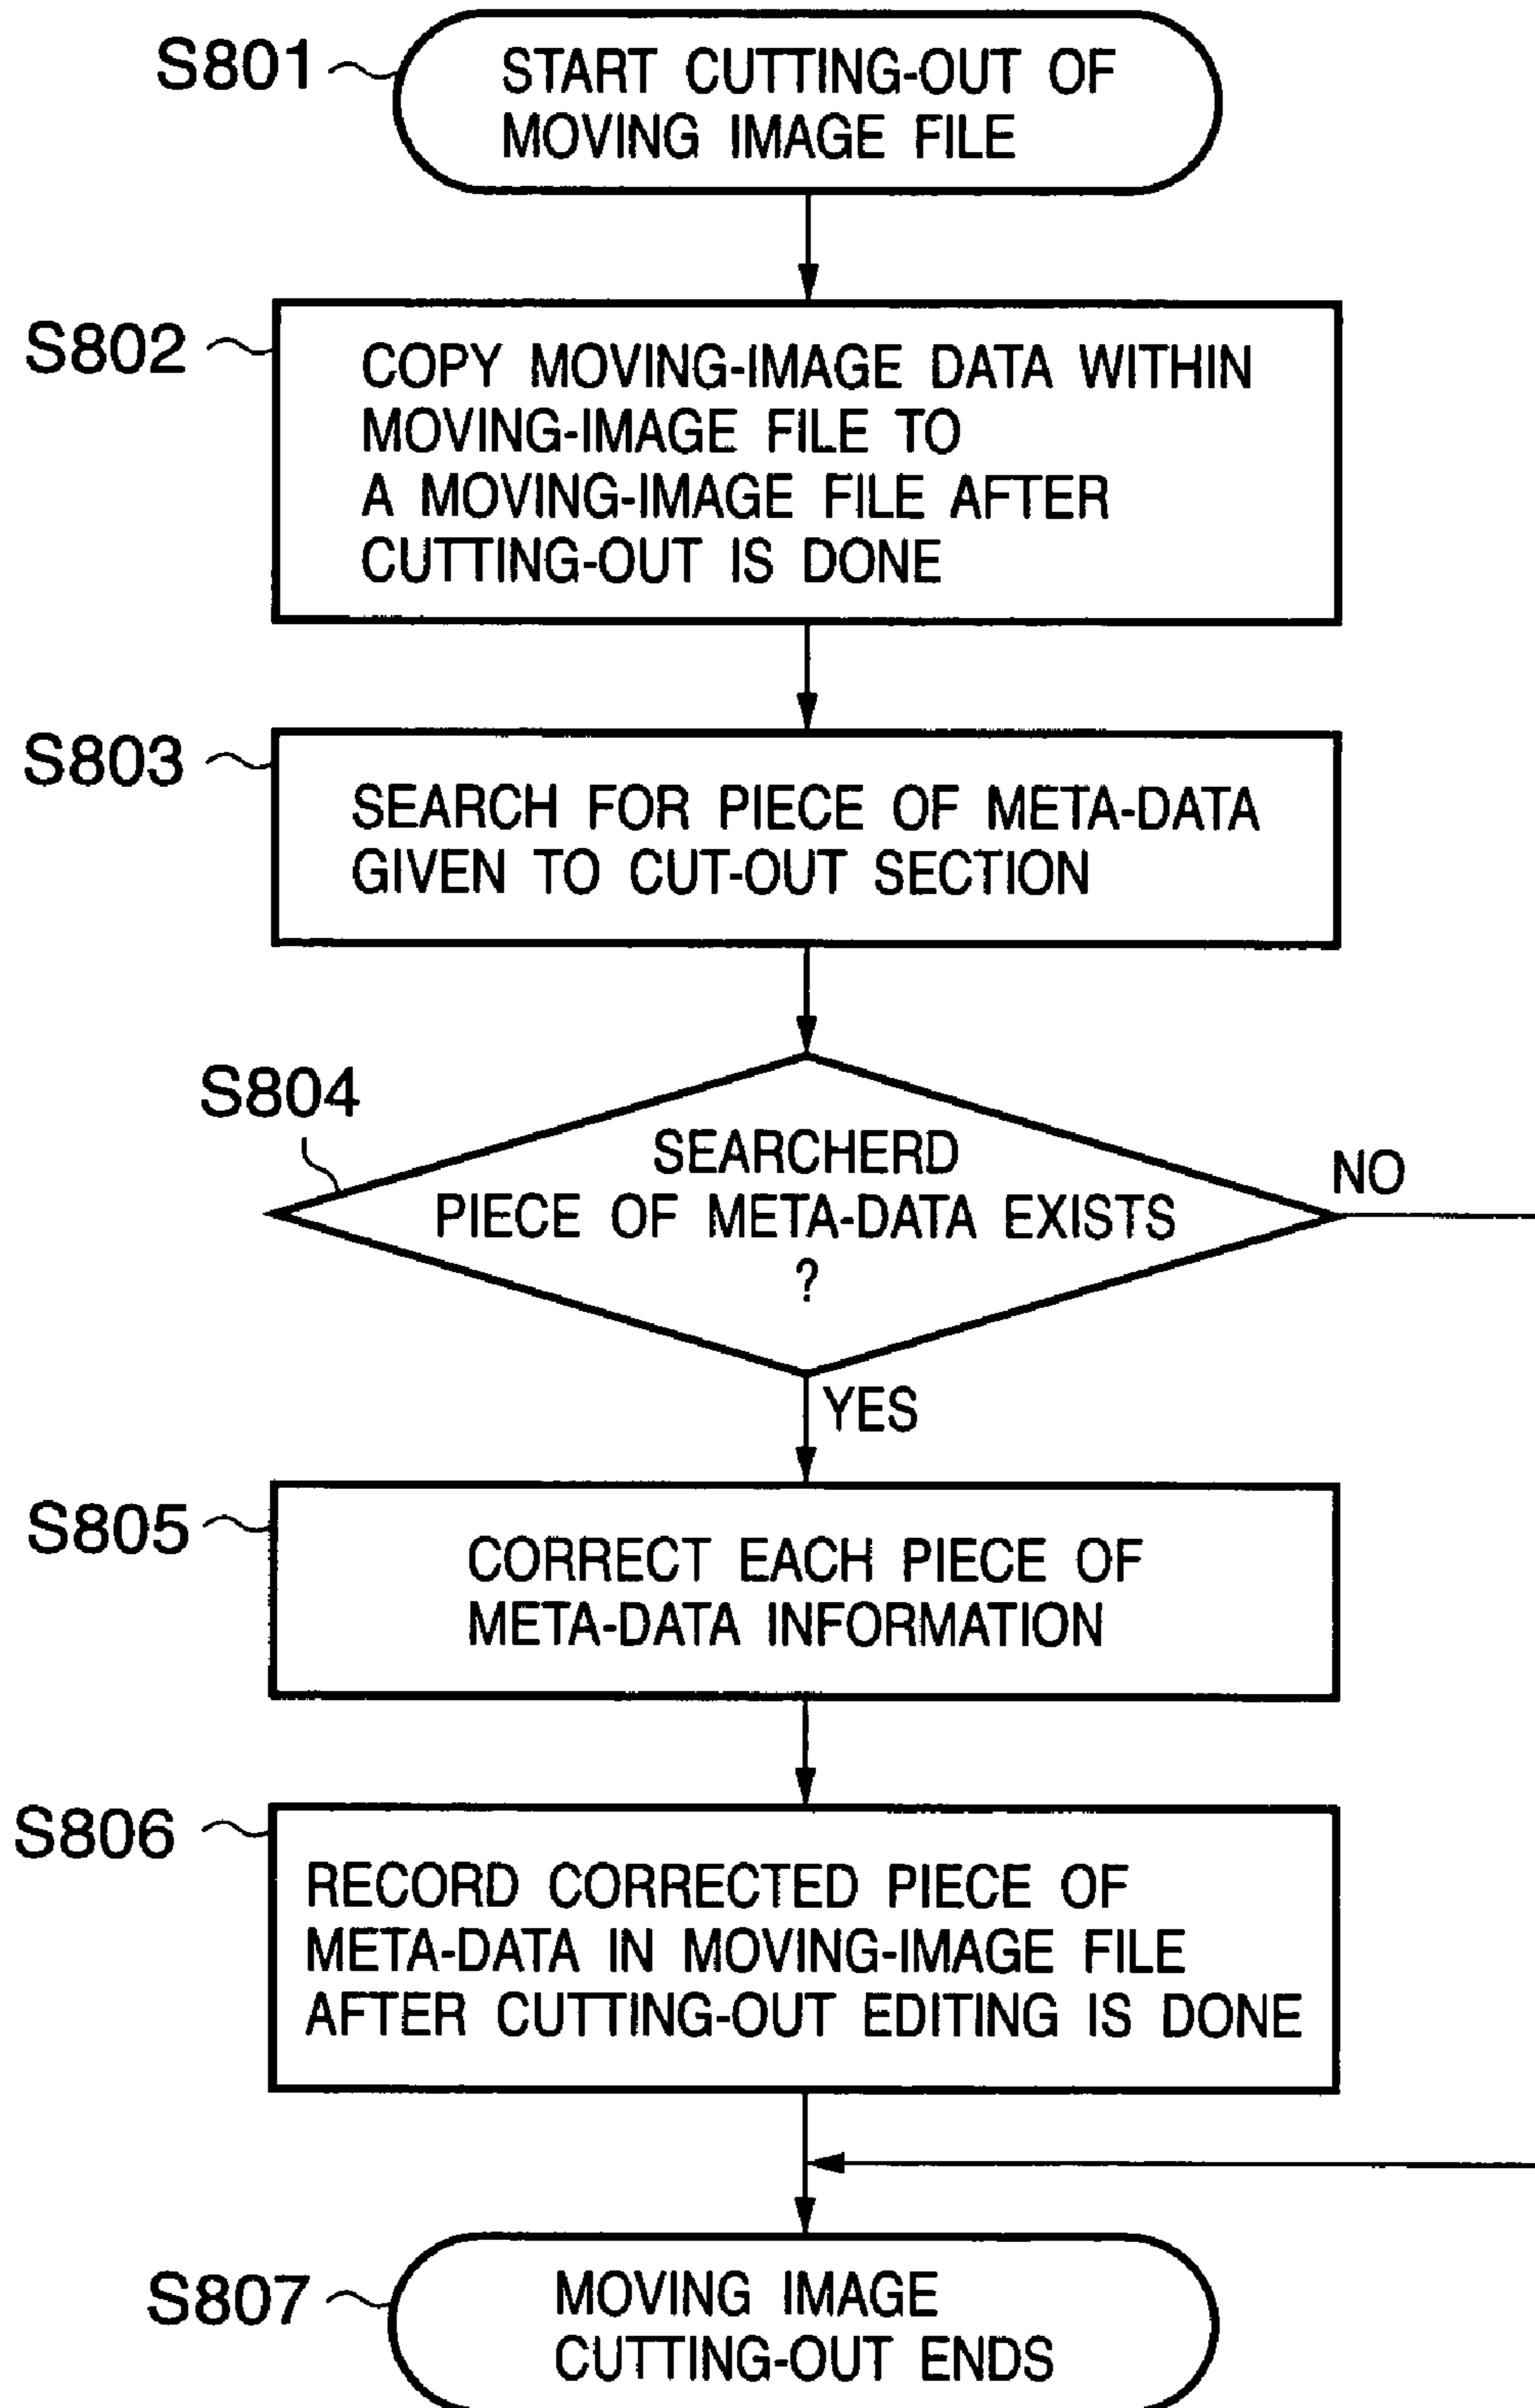 S801
START CUTTING-OUT OF
MOVING IMAGE FILE
S802
COPY MOVING-IMAGE DATA WITHIN
MOVING-IMAGE FILE TO
A MOVING-IMAGE FILE AFTER
CUTTING-OUT IS DONE
S803
SEARCH FOR PIECE OF META-DATA
GIVEN TO CUT-OUT SECTION
S804
SEARCHERD
PIECE OF META-DATA EXISTS
?
NO
YES
S805
CORRECT EACH PIECE OF
META-DATA INFORMATION
S806
RECORD CORRECTED PIECE OF
META-DATA IN MOVING-IMAGE FILE
AFTER CUTTING-OUT EDITING IS DONE
S807
MOVING IMAGE
CUTTING-OUT ENDS